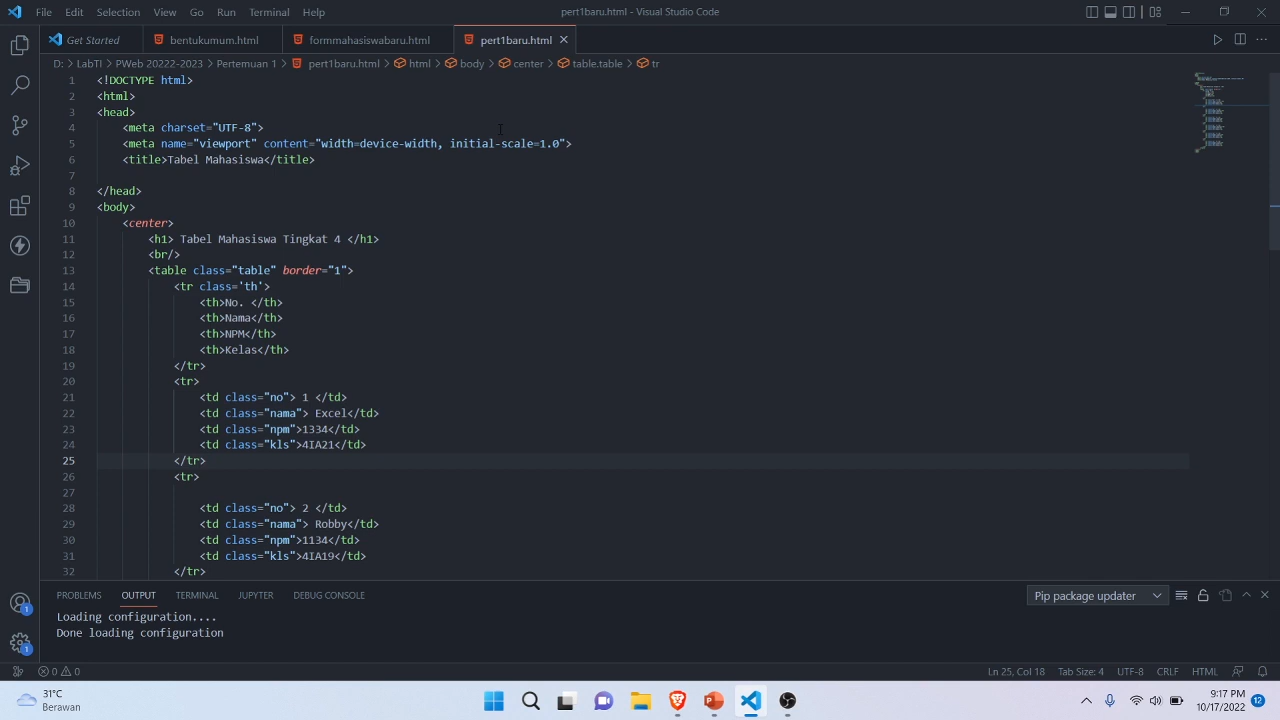 File Edit Selection View Go Run Terminal Help pert1baru.html - Visual Studio Code
Get Started bentukumum.html formmahasiswabaru.html pert1baru.html
D: > LabTI > PWeb 20222-2023 > Pertemuan 1 > pert1baru.html > html > body > center > table.table > tr
1 <!DOCTYPE html>
2 <html>
3 <head>
4 <meta charset="UTF-8">
5 <meta name="viewport" content="width=device-width, initial-scale=1.0">
6 <title>Tabel Mahasiswa</title>
7
8 </head>
9 <body>
10 <center>
11 <h1> Tabel Mahasiswa Tingkat 4 </h1>
12 <br/>
13 <table class="table" border="1">
14 <tr class='th'>
15 <th>No. </th>
16 <th>Nama</th>
17 <th>NPM</th>
18 <th>Kelas</th>
19 </tr>
20 <tr>
21 <td class="no"> 1 </td>
22 <td class="nama"> Excel</td>
23 <td class="npm">1334</td>
24 <td class="kls">4IA21</td>
25 </tr>
26 <tr>
27
28 <td class="no"> 2 </td>
29 <td class="nama"> Robby</td>
30 <td class="npm">1134</td>
31 <td class="kls">4IA19</td>
32 </tr>
PROBLEMS OUTPUT TERMINAL JUPYTER DEBUG CONSOLE Pip package updater
Loading configuration....
Done loading configuration
0 0 Ln 25, Col 18 Tab Size: 4 UTF-8 CRLF HTML
31°C 9:17 PM
Berawan 10/17/2022 12